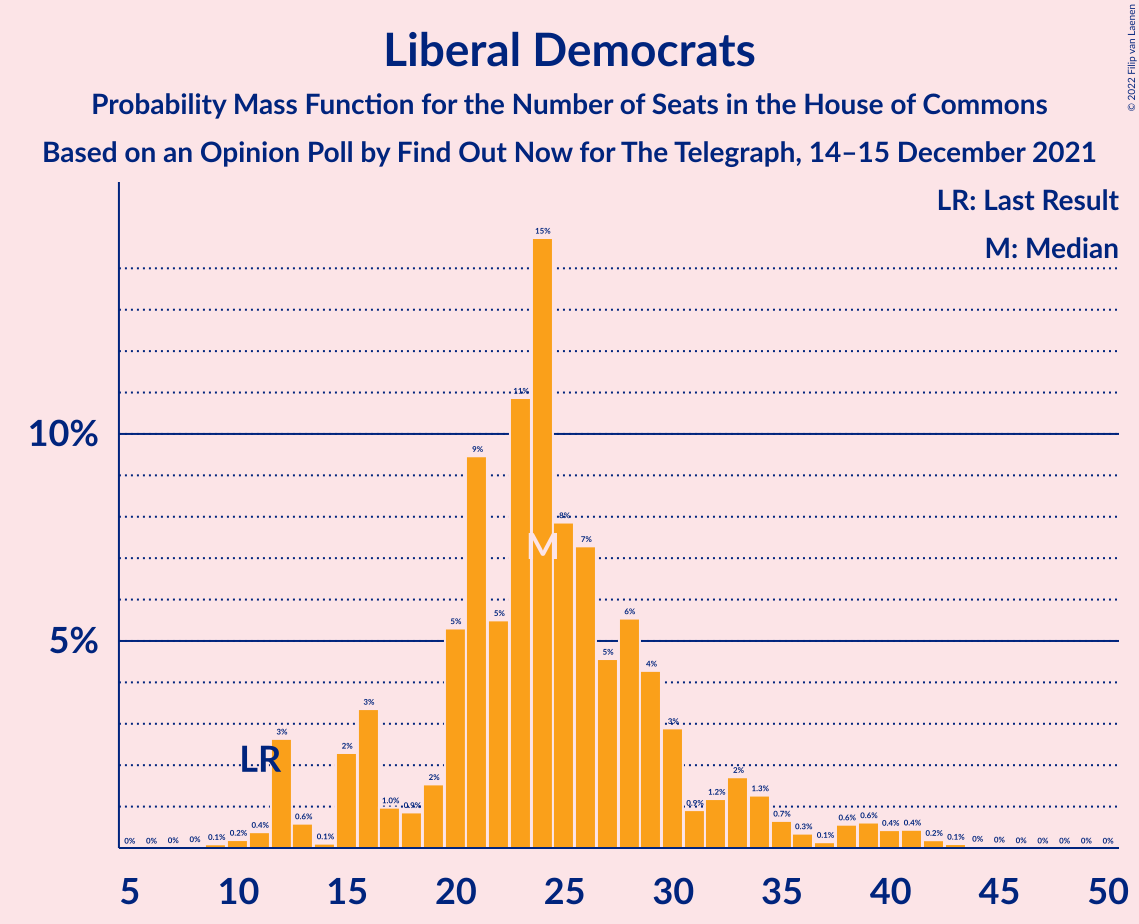 Liberal Democrats
Probability Mass Function for the Number of Seats in the House of Commons
Based on an Opinion Poll by Find Out Now for The Telegraph, 14–15 December 2021
© 2022 Filip van Laenen
LR: Last Result
M: Median
10%
5%
0% 0% 0% 0% 0.1% 0.2% 0.4% 3% 0.6% 0.1% 2% 3% 1.0% 0.9% 2% 5% 9% 5% 11% 15% 8% 7% 5% 6% 4% 3% 0.9% 1.2% 2% 1.3% 0.7% 0.3% 0.1% 0.6% 0.6% 0.4% 0.4% 0.2% 0.1% 0% 0% 0% 0% 0% 0% 0%
M
LR
5 10 15 20 25 30 35 40 45 50